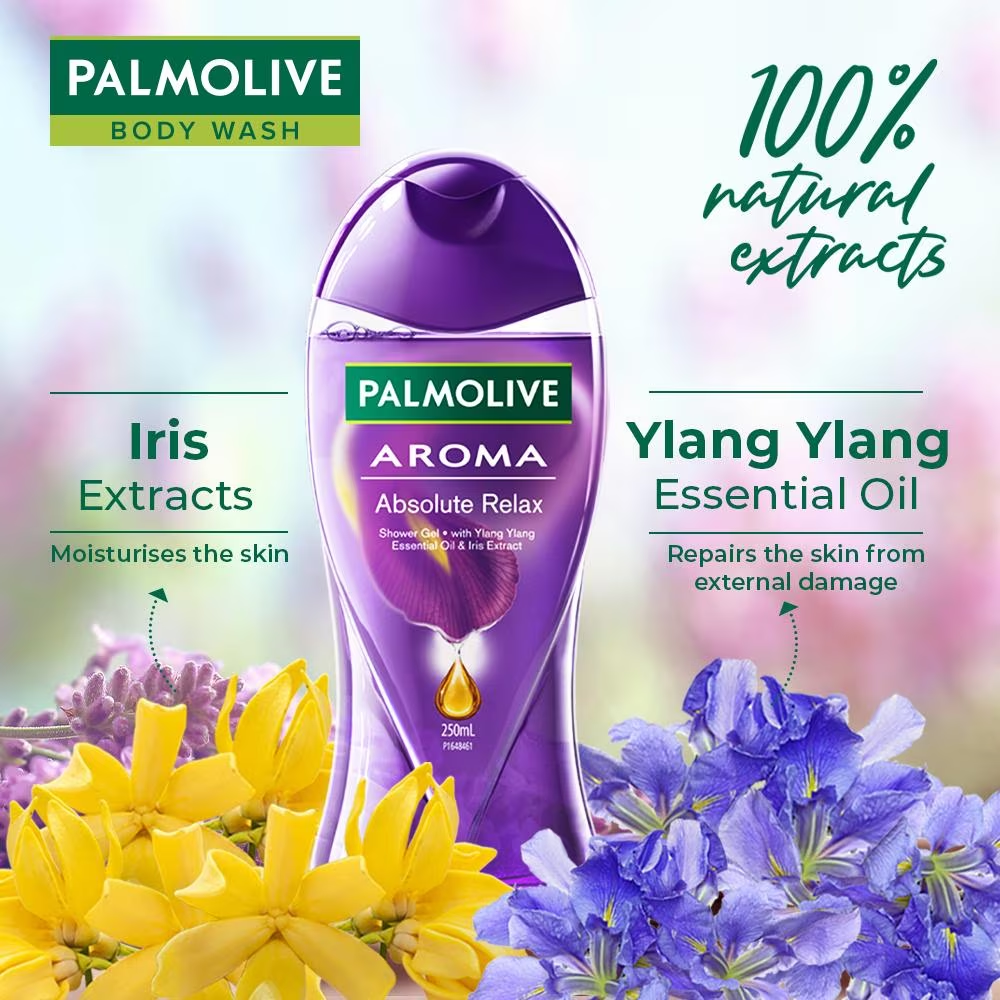 PALMOLIVE
BODY WASH
100%
natural
extracts
Iris
Extracts
Moisturises the skin
Ylang Ylang
Essential Oil
Repairs the skin from
external damage
PALMOLIVE
AROMA
Absolute Relax
Shower Gel • with Ylang Ylang
Essential Oil & Iris Extract
250mL
P1648461